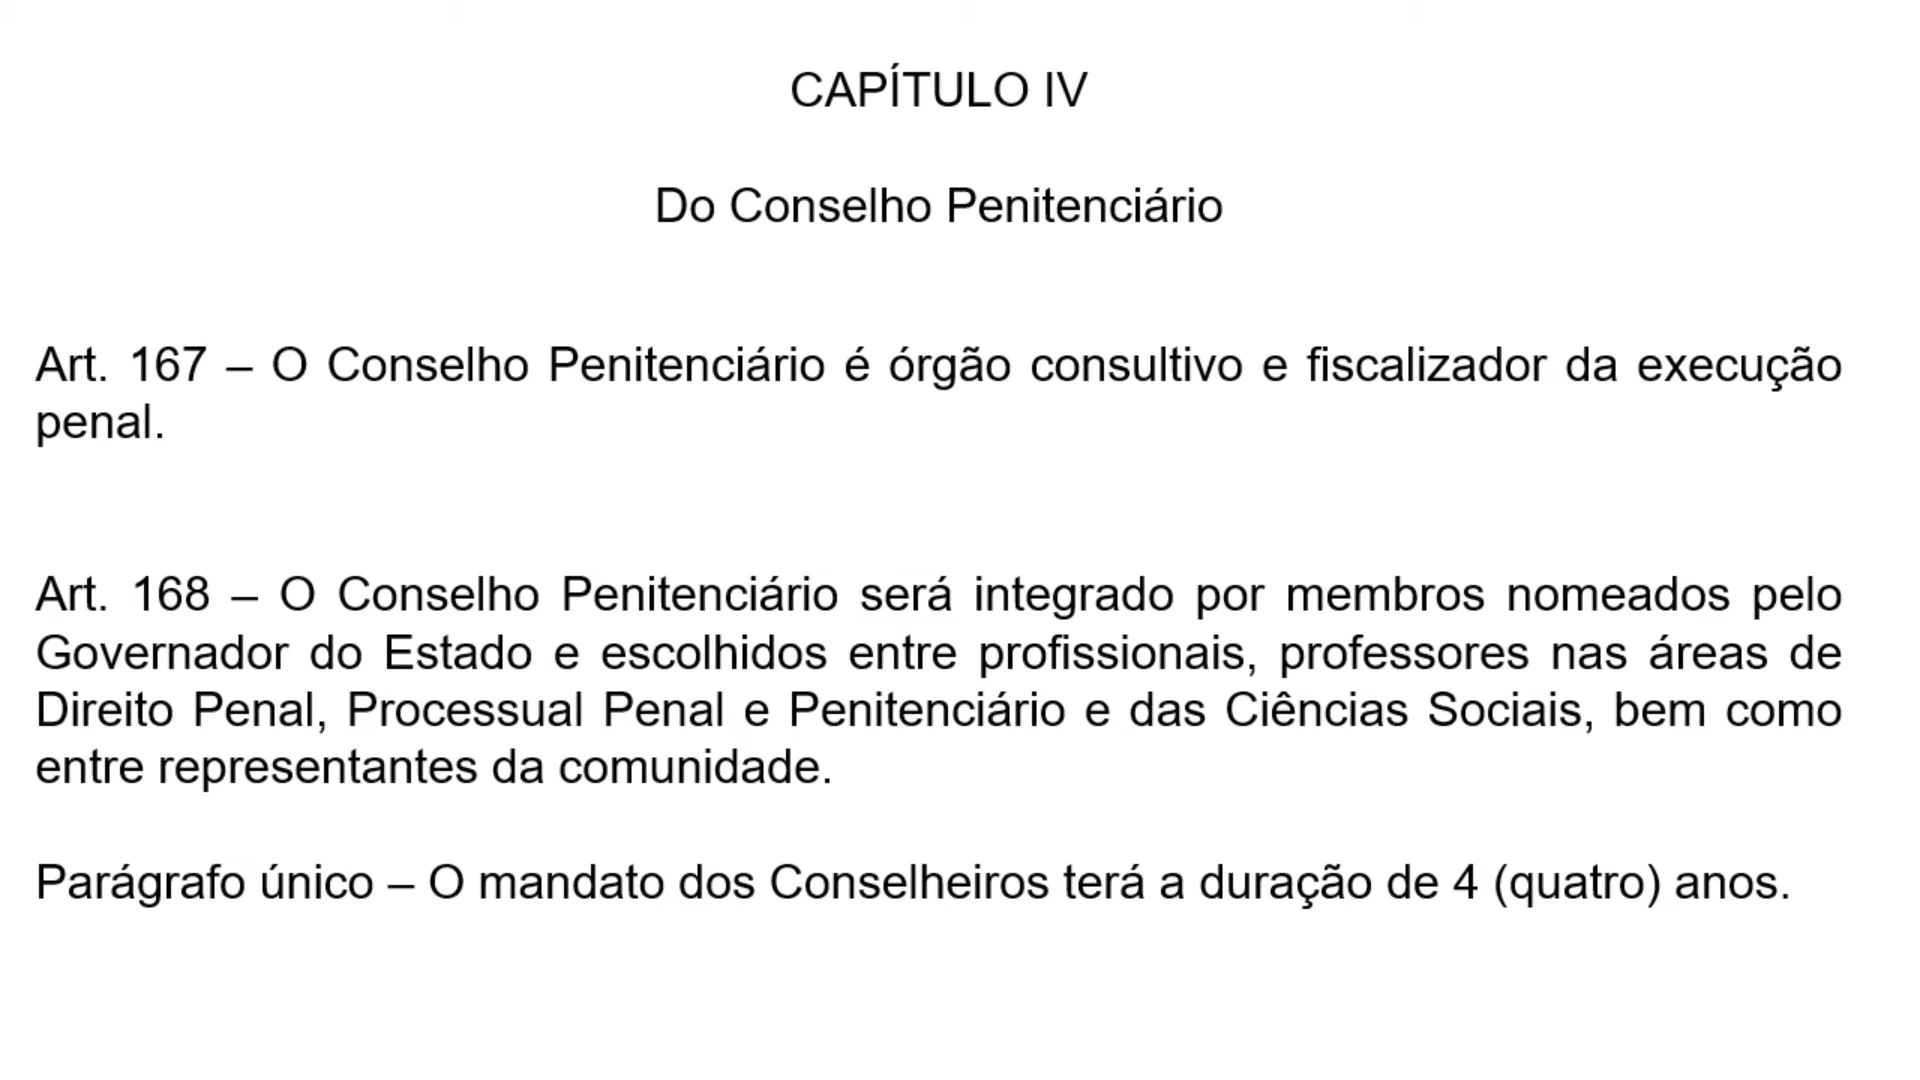 CAPÍTULO IV
Do Conselho Penitenciário
Art. 167 – O Conselho Penitenciário é órgão consultivo e fiscalizador da execução
penal.
Art. 168 – O Conselho Penitenciário será integrado por membros nomeados pelo
Governador do Estado e escolhidos entre profissionais, professores nas áreas de
Direito Penal, Processual Penal e Penitenciário e das Ciências Sociais, bem como
entre representantes da comunidade.
Parágrafo único – O mandato dos Conselheiros terá a duração de 4 (quatro) anos.